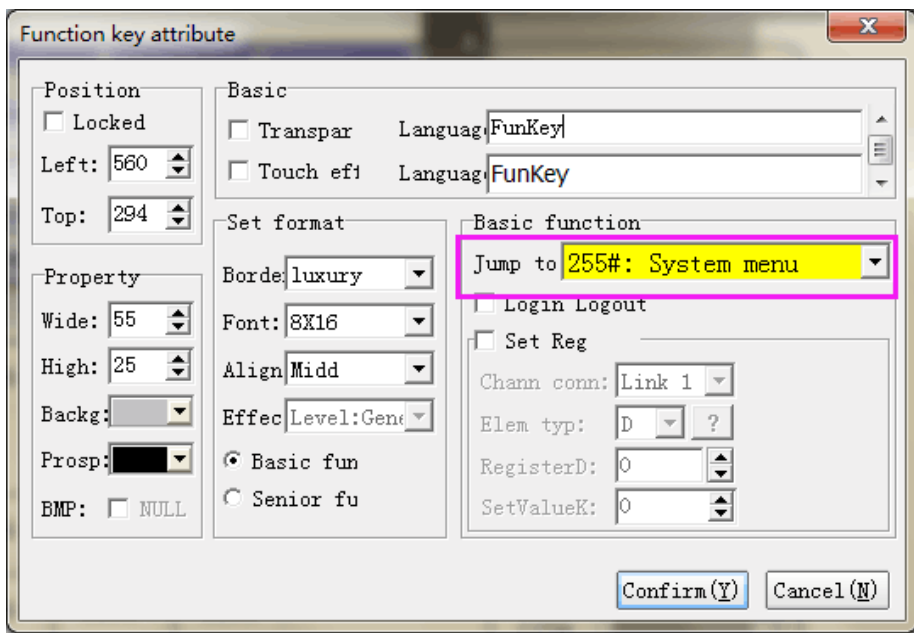 Function key attribute
Position
Locked
Left: 560
Top: 294
Property
Wide: 55
High: 25
Backg:
Prosp:
BMP: NULL
Basic
Transpar
Languag FunKey
Touch ef
Languag FunKey
Set format
Borde luxury
Font: 8X16
Align Midd
Effec Level:Gen
Basic fun
Senior fu
Basic function
Jump to 255#: System menu
Login Logout
Set Reg
Chann conn: Link 1
Elem typ: D ?
RegisterD: 0
SetValueK: 0
Confirm(Y)
Cancel(N)